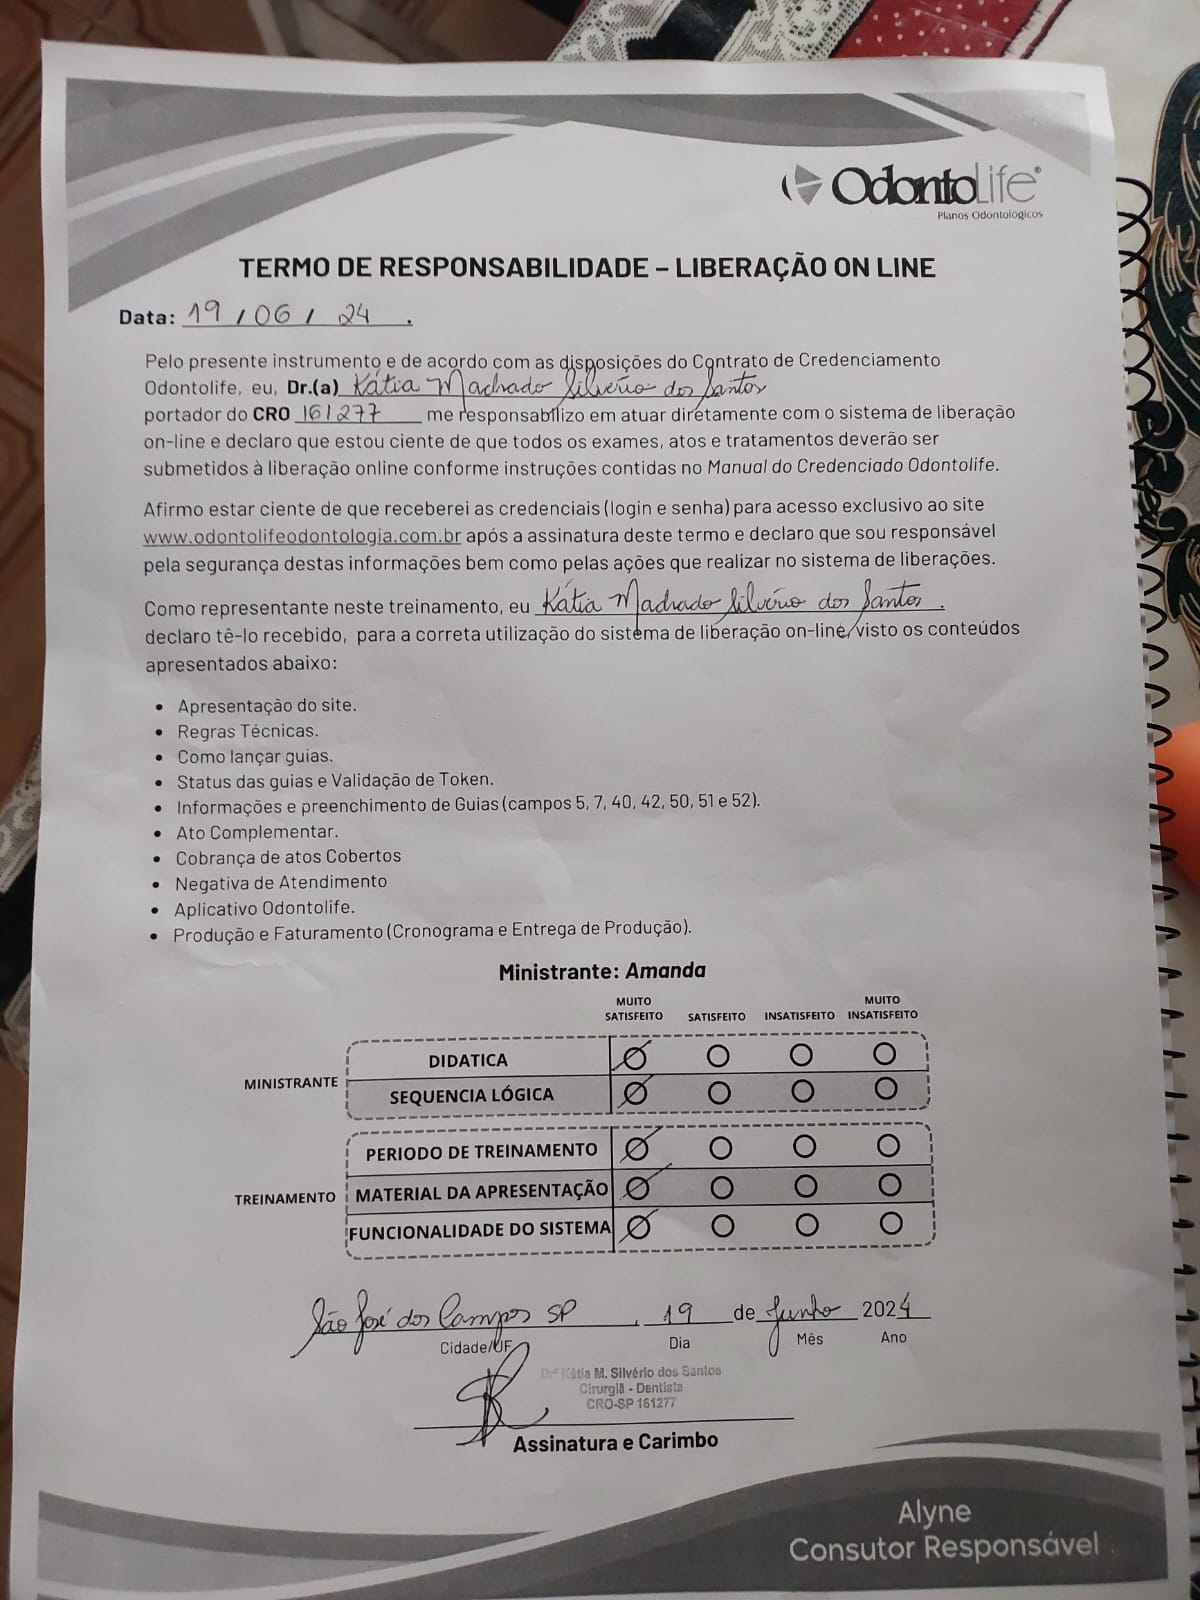 OdontoLife®
Planos Odontológicos
TERMO DE RESPONSABILIDADE – LIBERAÇÃO ON LINE
Data: 19 / 06 / 24 .
Pelo presente instrumento e de acordo com as disposições do Contrato de Credenciamento
Odontolife, eu, Dr.(a) Kátia Machado Silvério dos Santos
portador do CRO 161277 me responsabilizo em atuar diretamente com o sistema de liberação
on-line e declaro que estou ciente de que todos os exames, atos e tratamentos deverão ser
submetidos à liberação online conforme instruções contidas no Manual do Credenciado Odontolife.
Afirmo estar ciente de que receberei as credenciais (login e senha) para acesso exclusivo ao site
www.odontolifeodontologia.com.br após a assinatura deste termo e declaro que sou responsável
pela segurança destas informações bem como pelas ações que realizar no sistema de liberações.
Como representante neste treinamento, eu Kátia Machado Silvério dos Santos .
declaro tê-lo recebido, para a correta utilização do sistema de liberação on-line, visto os conteúdos
apresentados abaixo:
• Apresentação do site.
• Regras Técnicas.
• Como lançar guias.
• Status das guias e Validação de Token.
• Informações e preenchimento de Guias (campos 5, 7, 40, 42, 50, 51 e 52).
• Ato Complementar.
• Cobrança de atos Cobertos
• Negativa de Atendimento
• Aplicativo Odontolife.
• Produção e Faturamento (Cronograma e Entrega de Produção).
Ministrante: Amanda
MUITO SATISFEITO SATISFEITO INSATISFEITO MUITO INSATISFEITO
MINISTRANTE
DIDATICA
SEQUENCIA LÓGICA
TREINAMENTO
PERIODO DE TREINAMENTO
MATERIAL DA APRESENTAÇÃO
FUNCIONALIDADE DO SISTEMA
São José dos Campos SP , 19 de Junho 2024
Cidade/UF Dia Mês Ano
Drª Kátia M. Silvério dos Santos
Cirurgiã - Dentista
CRO-SP 161277
Assinatura e Carimbo
Alyne
Consutor Responsável